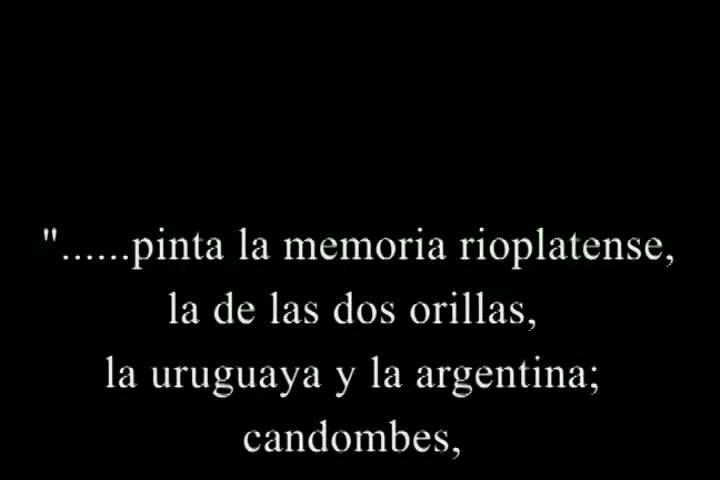 "......pinta la memoria rioplatense,
la de las dos orillas,
la uruguaya y la argentina;
candombes,